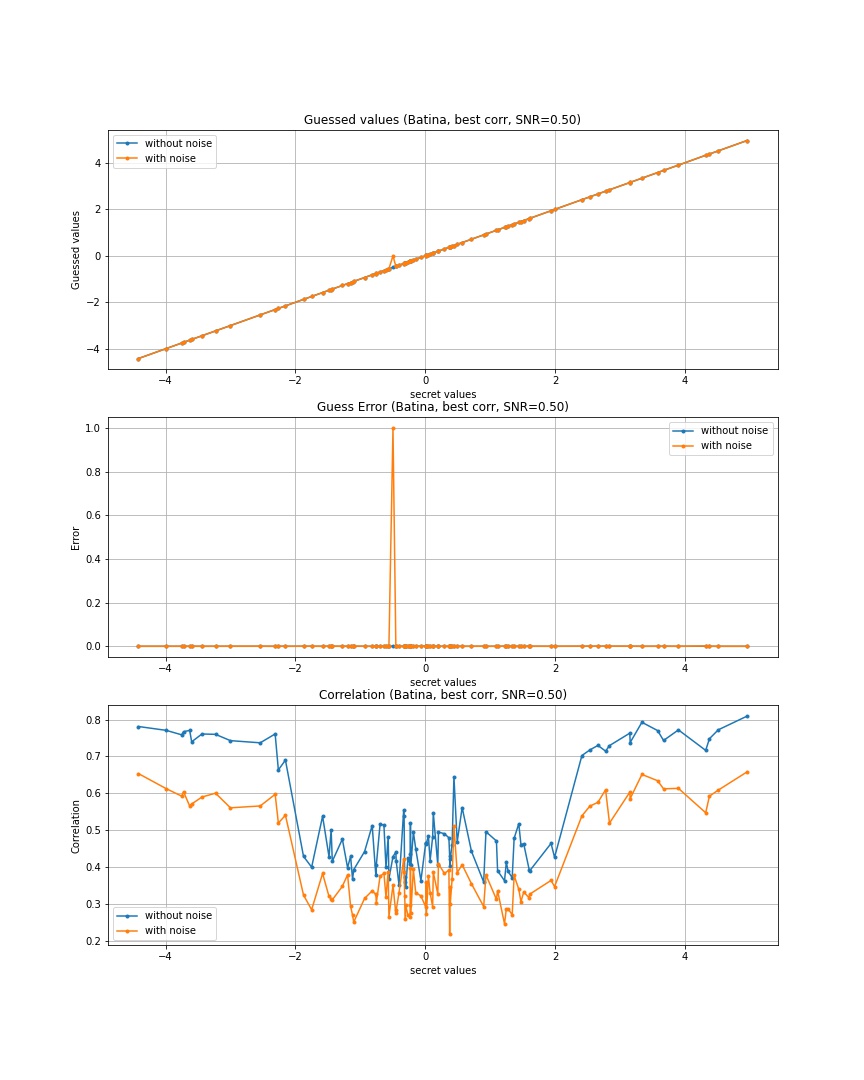 Guessed values (Batina, best corr, SNR=0.50)
without noise
with noise
Guessed values
4
2
0
−2
−4
−4 −2 0 2 4
secret values
Guess Error (Batina, best corr, SNR=0.50)
without noise
with noise
Error
1.0
0.8
0.6
0.4
0.2
0.0
−4 −2 0 2 4
secret values
Correlation (Batina, best corr, SNR=0.50)
Correlation
0.8
0.7
0.6
0.5
0.4
0.3
0.2
without noise
with noise
−4 −2 0 2 4
secret values